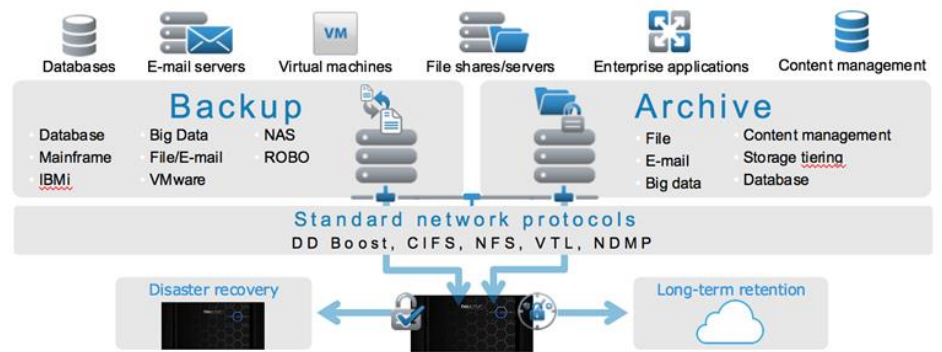 VM
Databases
E-mail servers
Virtual machines
File shares/servers
Enterprise applications
Content management
Backup
Database
Mainframe
IBMi
Big Data
File/E-mail
VMware
NAS
ROBO
Archive
File
E-mail
Big data
Content management
Storage tiering
Database
Standard network protocols
DD Boost, CIFS, NFS, VTL, NDMP
Disaster recovery
Long-term retention